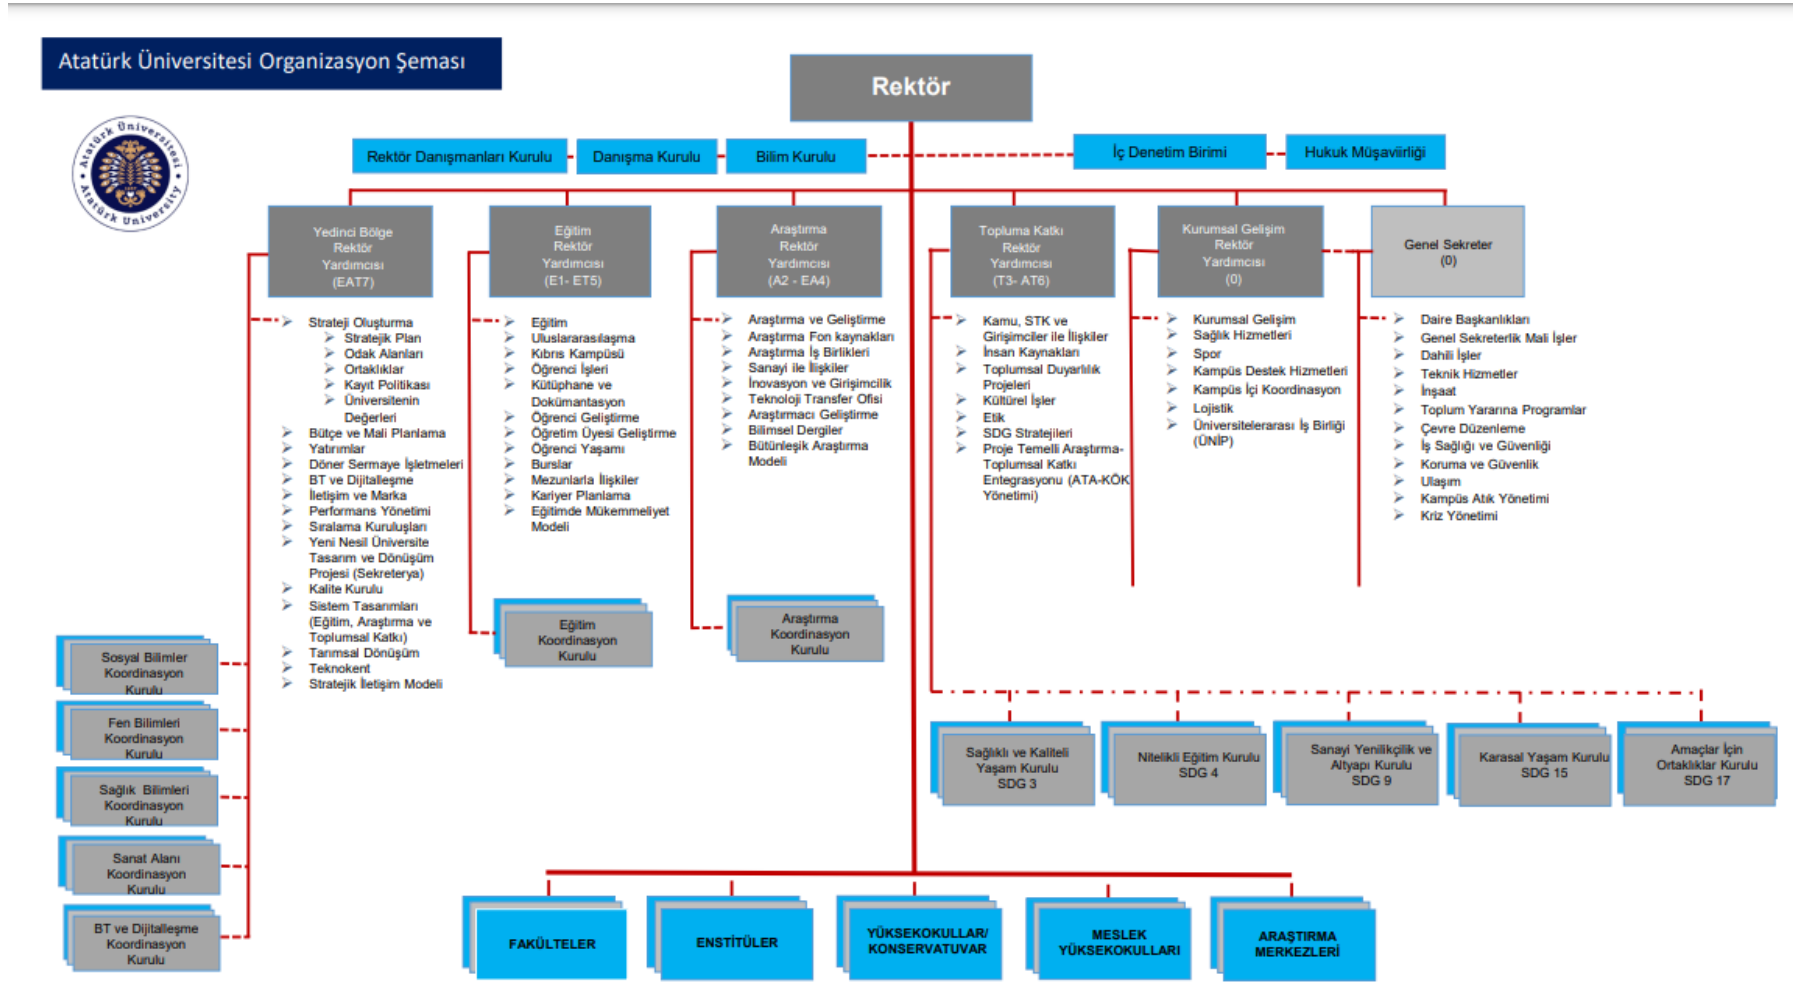 Atatürk Üniversitesi Organizasyon Şeması
Atatürk Üniversitesi
Atatürk University
Rektör
Rektör Danışmanları Kurulu
Danışma Kurulu
Bilim Kurulu
İç Denetim Birimi
Hukuk Müşaviirliği
Yedinci Bölge
Rektör
Yardımcısı
(EAT7)
Eğitim
Rektör
Yardımcısı
(E1- ET5)
Araştırma
Rektör
Yardımcısı
(A2 - EA4)
Topluma Katkı
Rektör
Yardımcısı
(T3- AT6)
Kurumsal Gelişim
Rektör
Yardımcısı
(0)
Genel Sekreter
(0)
Strateji Oluşturma
Stratejik Plan
Odak Alanları
Ortaklıklar
Kayıt Politikası
Üniversitenin
Değerleri
Bütçe ve Mali Planlama
Yatırımlar
Döner Sermaye İşletmeleri
BT ve Dijitalleşme
İletişim ve Marka
Performans Yönetimi
Sıralama Kuruluşları
Yeni Nesil Üniversite
Tasarım ve Dönüşüm
Projesi (Sekreterya)
Kalite Kurulu
Sistem Tasarımları
(Eğitim, Araştırma ve
Toplumsal Katkı)
Tarımsal Dönüşüm
Teknokent
Stratejik İletişim Modeli
Eğitim
Uluslararasılaşma
Kıbrıs Kampüsü
Öğrenci İşleri
Kütüphane ve
Dokümantasyon
Öğrenci Geliştirme
Öğretim Üyesi Geliştirme
Öğrenci Yaşamı
Burslar
Mezunlarla İlişkiler
Kariyer Planlama
Eğitimde Mükemmeliyet
Modeli
Araştırma ve Geliştirme
Araştırma Fon kaynakları
Araştırma İş Birlikleri
Sanayi ile İlişkiler
İnovasyon ve Girişimcilik
Teknoloji Transfer Ofisi
Araştırmacı Geliştirme
Bilimsel Dergiler
Bütünleşik Araştırma
Modeli
Kamu, STK ve
Girişimciler ile İlişkiler
İnsan Kaynakları
Toplumsal Duyarlılık
Projeleri
Kültürel İşler
Etik
SDG Stratejileri
Proje Temelli Araştırma-
Toplumsal Katkı
Entegrasyonu (ATA-KÖK
Yönetimi)
Kurumsal Gelişim
Sağlık Hizmetleri
Spor
Kampüs Destek Hizmetleri
Kampüs İçi Koordinasyon
Lojistik
Üniversitelerarası İş Birliği
(ÜNİP)
Daire Başkanlıkları
Genel Sekreterlik Mali İşler
Dahili İşler
Teknik Hizmetler
İnşaat
Toplum Yararına Programlar
Çevre Düzenleme
İş Sağlığı ve Güvenliği
Koruma ve Güvenlik
Ulaşım
Kampüs Atık Yönetimi
Kriz Yönetimi
Eğitim
Koordinasyon
Kurulu
Araştırma
Koordinasyon
Kurulu
Sosyal Bilimler
Koordinasyon
Kurulu
Fen Bilimleri
Koordinasyon
Kurulu
Sağlık Bilimleri
Koordinasyon
Kurulu
Sanat Alanı
Koordinasyon
Kurulu
BT ve Dijitalleşme
Koordinasyon
Kurulu
Sağlıklı ve Kaliteli
Yaşam Kurulu
SDG 3
Nitelikli Eğitim Kurulu
SDG 4
Sanayi Yenilikçilik ve
Altyapı Kurulu
SDG 9
Karasal Yaşam Kurulu
SDG 15
Amaçlar İçin
Ortaklıklar Kurulu
SDG 17
FAKÜLTELER
ENSTİTÜLER
YÜKSEKOKULLAR/
KONSERVATUVAR
MESLEK
YÜKSEKOKULLARI
ARAŞTIRMA
MERKEZLERİ